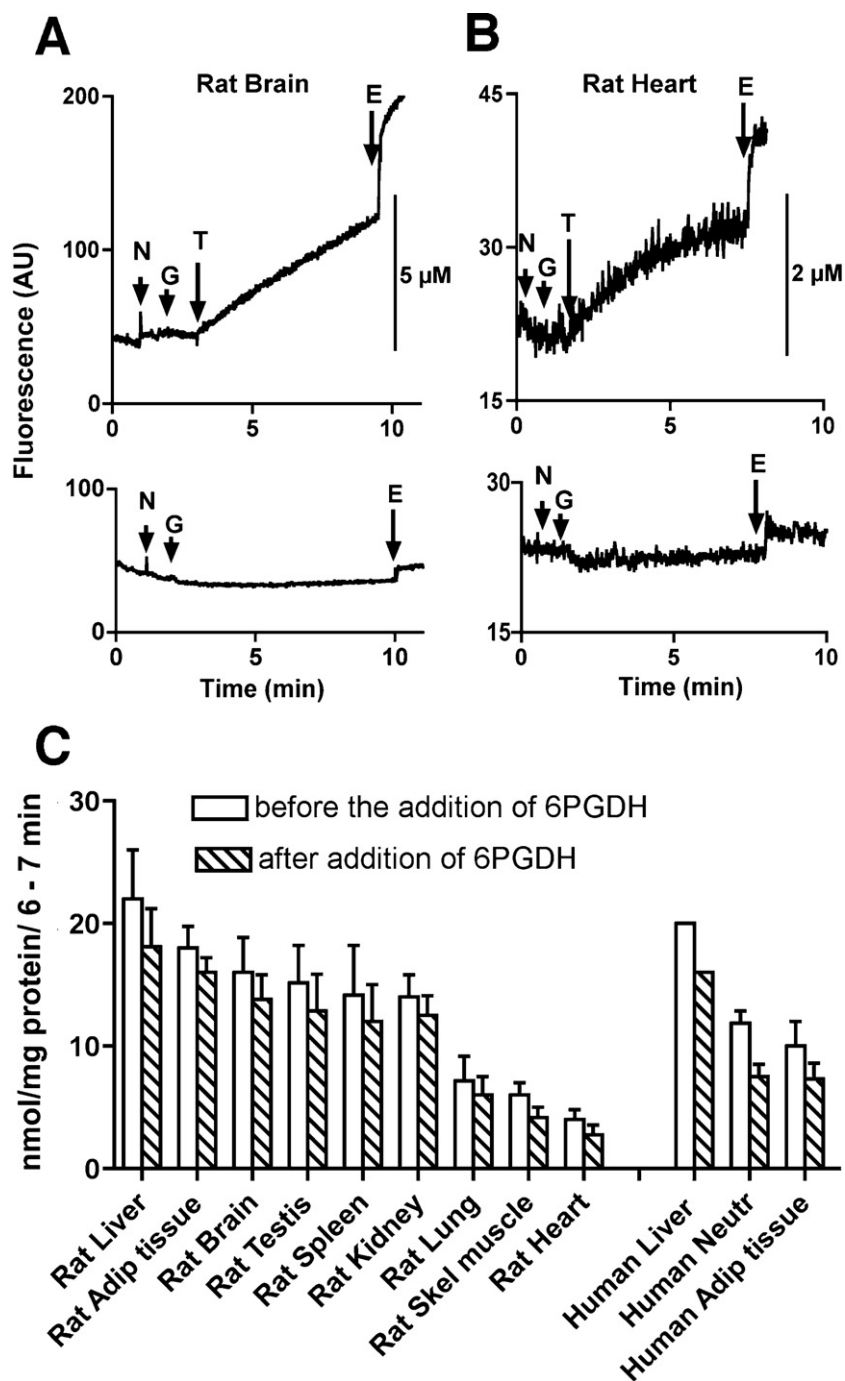 A
B
Rat Brain
Rat Heart
Fluorescence (AU)
200
100
0
N
G
T
E
5 µM
0
5
10
45
30
15
N
G
T
E
2 µM
0
5
10
100
50
0
N
G
E
0
5
10
Time (min)
30
15
N
G
E
0
5
10
Time (min)
C
nmol/mg protein/ 6 - 7 min
30
20
10
0
before the addition of 6PGDH
after addition of 6PGDH
Rat Liver
Rat Adip tissue
Rat Brain
Rat Testis
Rat Spleen
Rat Kidney
Rat Lung
Rat Skel muscle
Rat Heart
Human Liver
Human Neutr
Human Adip tissue